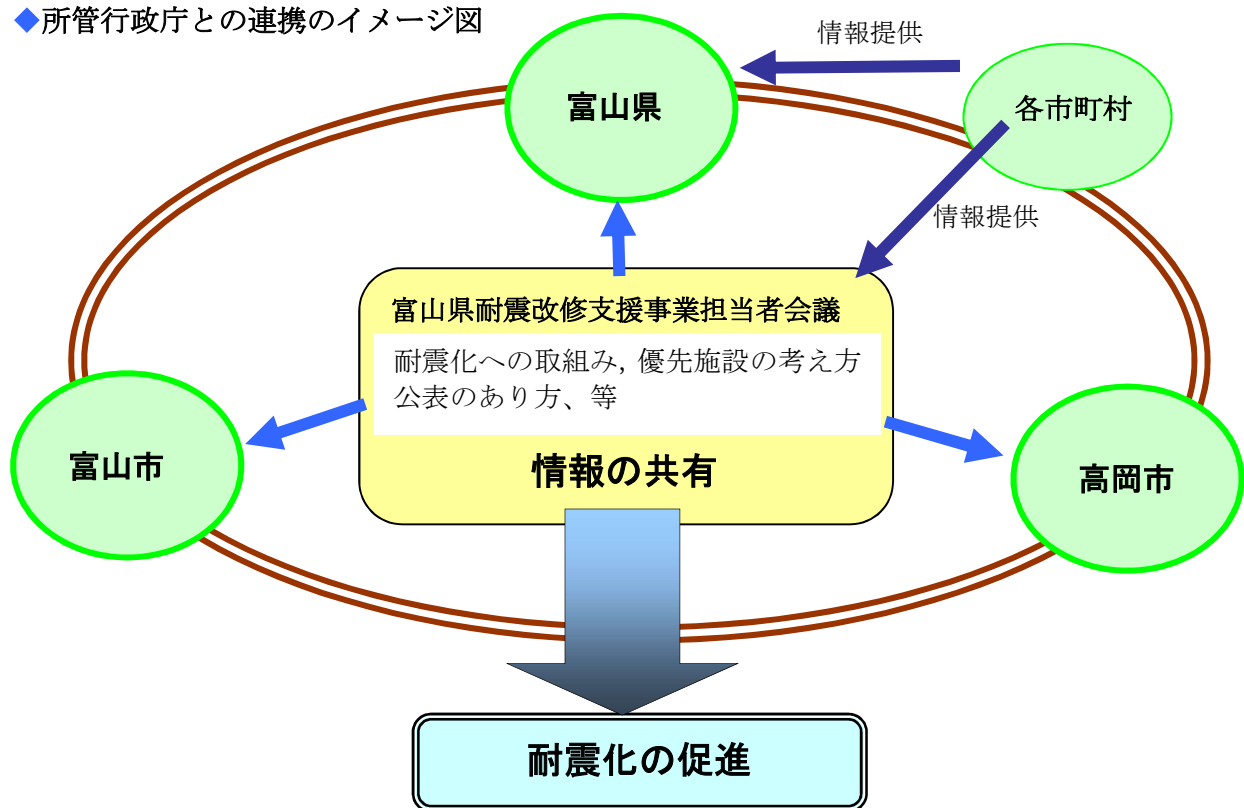 ◆所管行政庁との連携のイメージ図
情報提供
富山県
各市町村
情報提供
富山県耐震改修支援事業担当者会議
耐震化への取組み，優先施設の考え方
公表のあり方、等
情報の共有
富山市
高岡市
耐震化の促進